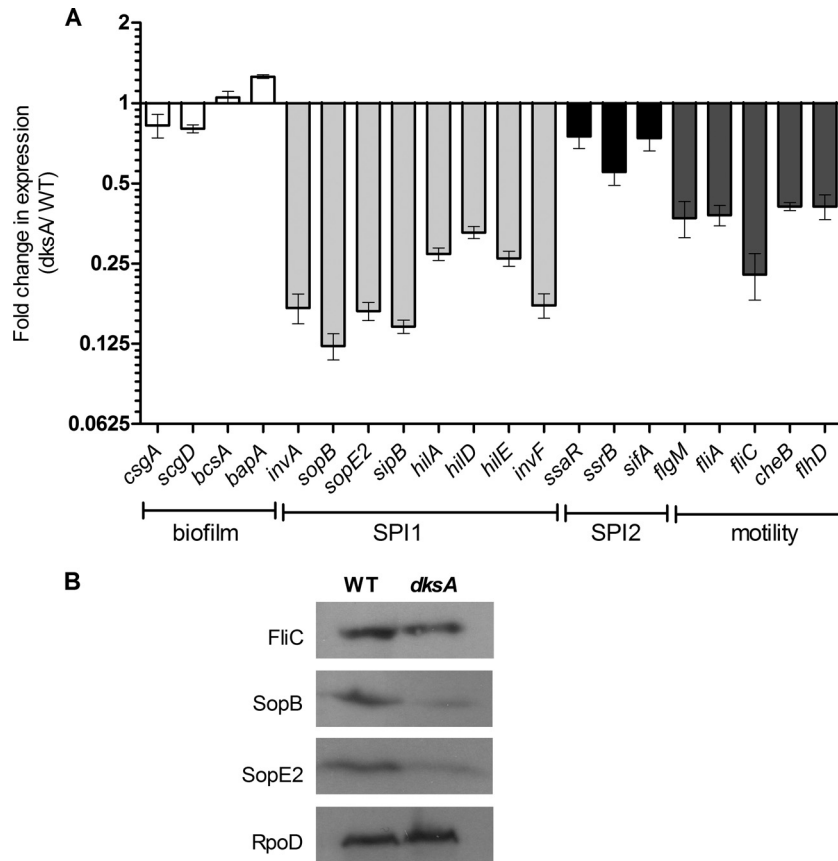 A
Fold change in expression
(dksA/ WT)
2
1
0.5
0.25
0.125
0.0625
csgA
scgD
bcsA
bapA
invA
sopB
sopE2
sipB
hilA
hilD
hilE
invF
ssaR
ssrB
sifA
flgM
fliA
fliC
cheB
flhD
biofilm
SPI1
SPI2
motility
B
WT dksA
FliC
SopB
SopE2
RpoD